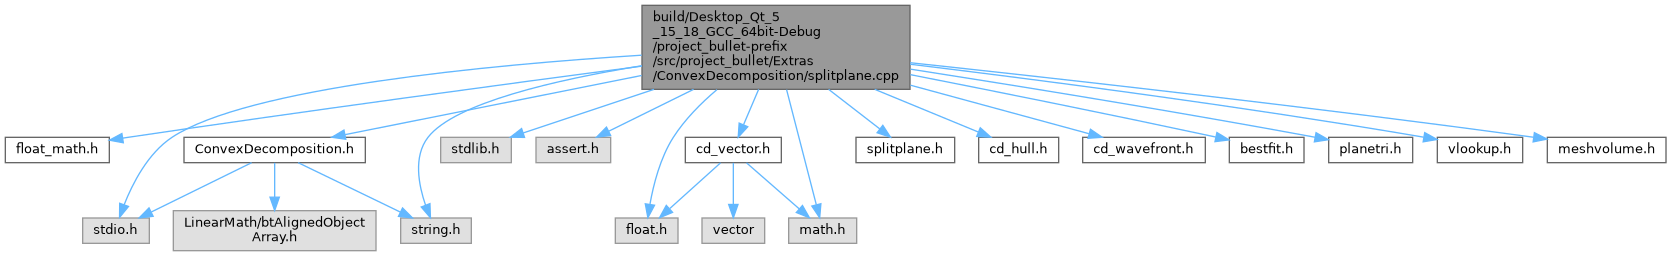 build/Desktop_Qt_5
_15_18_GCC_64bit-Debug
/project_bullet-prefix
/src/project_bullet/Extras
/ConvexDecomposition/splitplane.cpp
float_math.h
ConvexDecomposition.h
stdlib.h
assert.h
cd_vector.h
splitplane.h
cd_hull.h
cd_wavefront.h
bestfit.h
planetri.h
vlookup.h
meshvolume.h
stdio.h
LinearMath/btAlignedObject
Array.h
string.h
float.h
vector
math.h